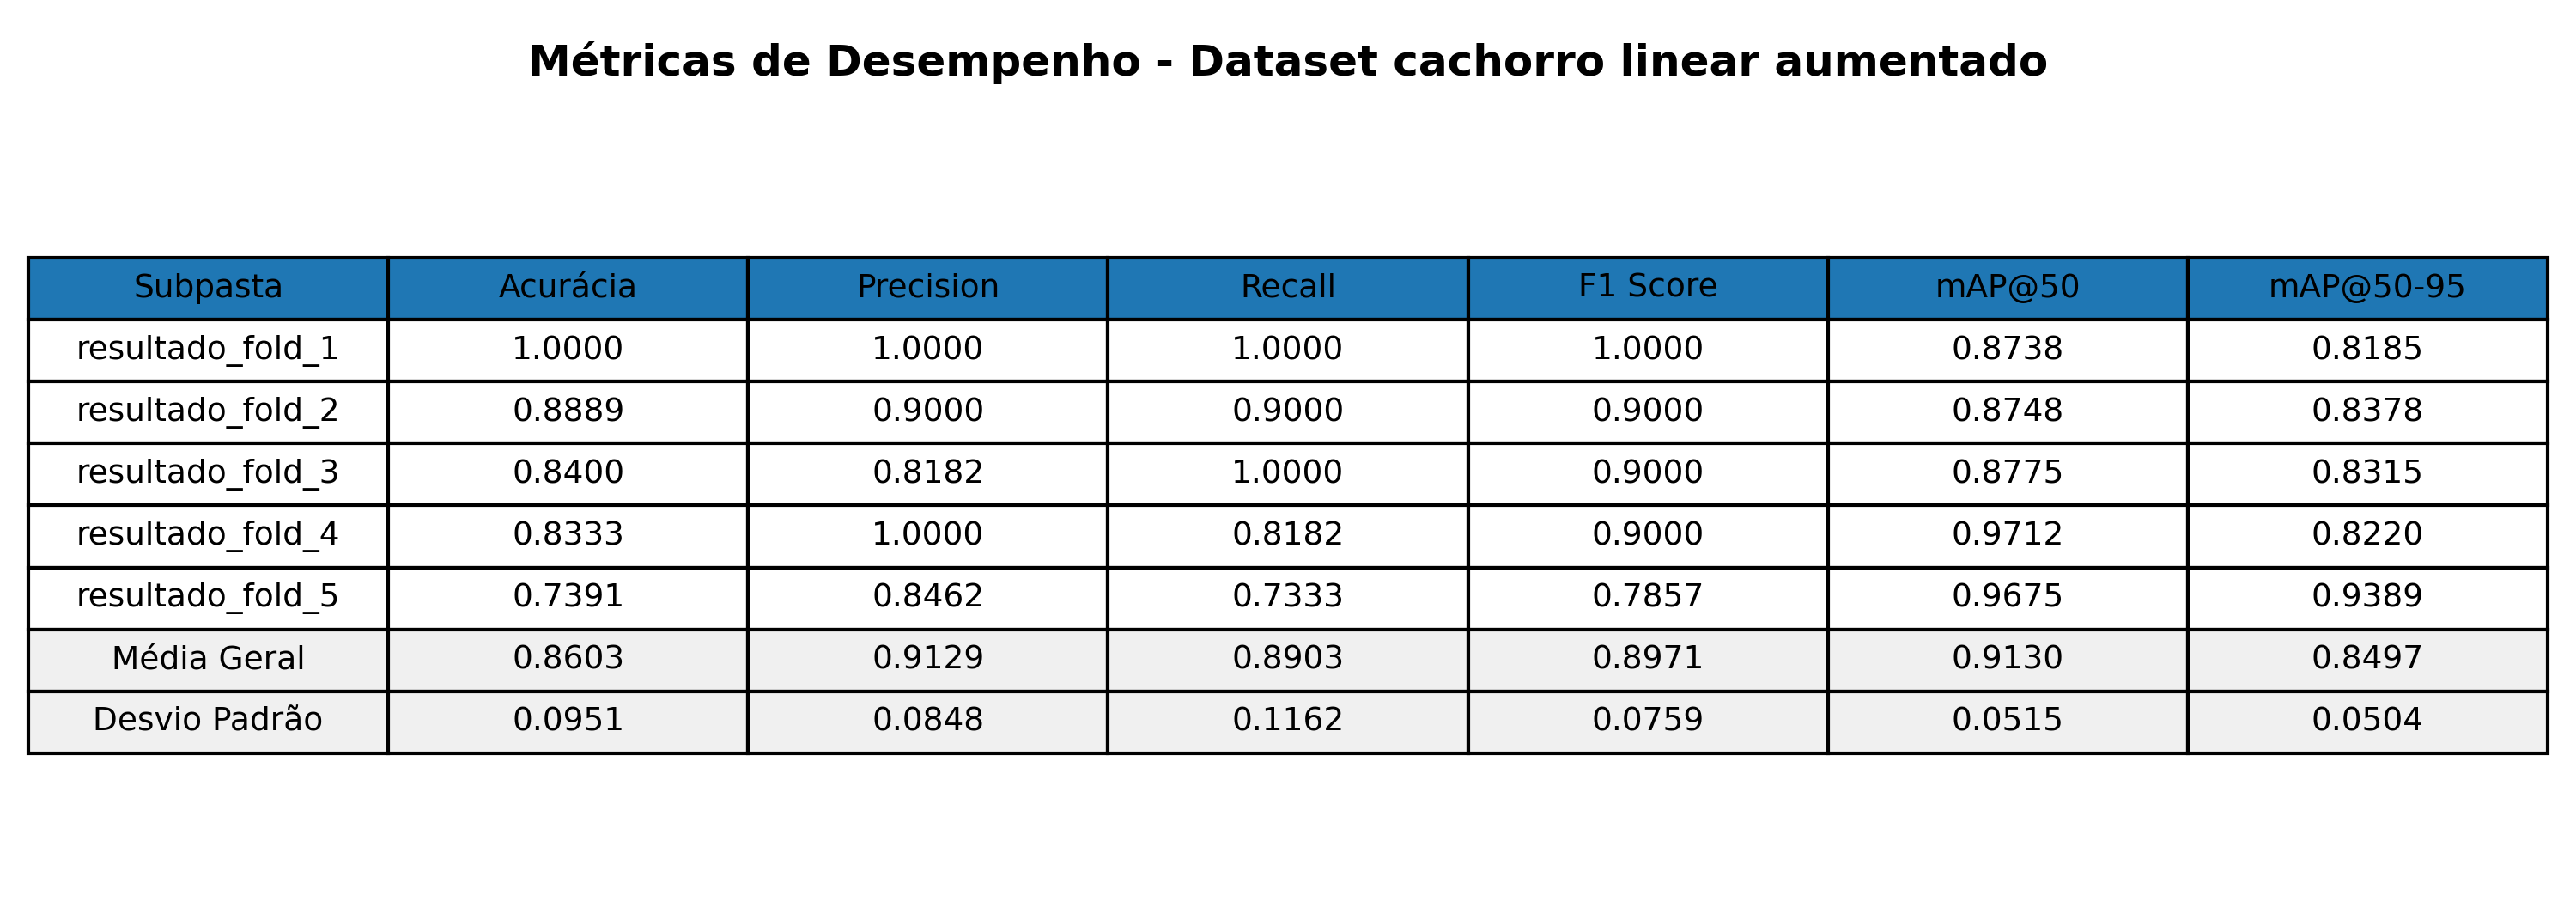 Métricas de Desempenho - Dataset cachorro linear aumentado
Subpasta Acurácia Precision Recall F1 Score mAP@50 mAP@50-95
resultado_fold_1 1.0000 1.0000 1.0000 1.0000 0.8738 0.8185
resultado_fold_2 0.8889 0.9000 0.9000 0.9000 0.8748 0.8378
resultado_fold_3 0.8400 0.8182 1.0000 0.9000 0.8775 0.8315
resultado_fold_4 0.8333 1.0000 0.8182 0.9000 0.9712 0.8220
resultado_fold_5 0.7391 0.8462 0.7333 0.7857 0.9675 0.9389
Média Geral 0.8603 0.9129 0.8903 0.8971 0.9130 0.8497
Desvio Padrão 0.0951 0.0848 0.1162 0.0759 0.0515 0.0504